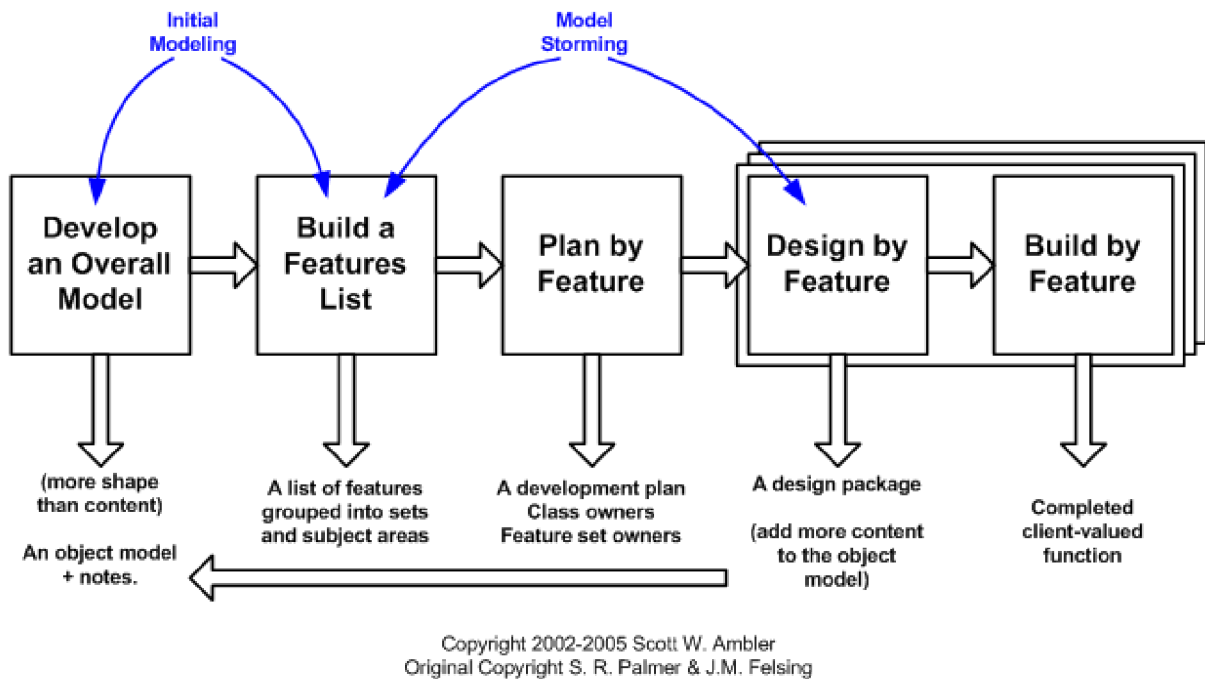 Initial
Modeling
Model
Storming
Develop
an Overall
Model
Build a
Features
List
Plan by
Feature
Design by
Feature
Build by
Feature
(more shape
than content)
An object model
+ notes.
A list of features
grouped into sets
and subject areas
A development plan
Class owners
Feature set owners
A design package
(add more content
to the object
model)
Completed
client-valued
function
Copyright 2002-2005 Scott W. Ambler
Original Copyright S. R. Palmer & J.M. Felsing